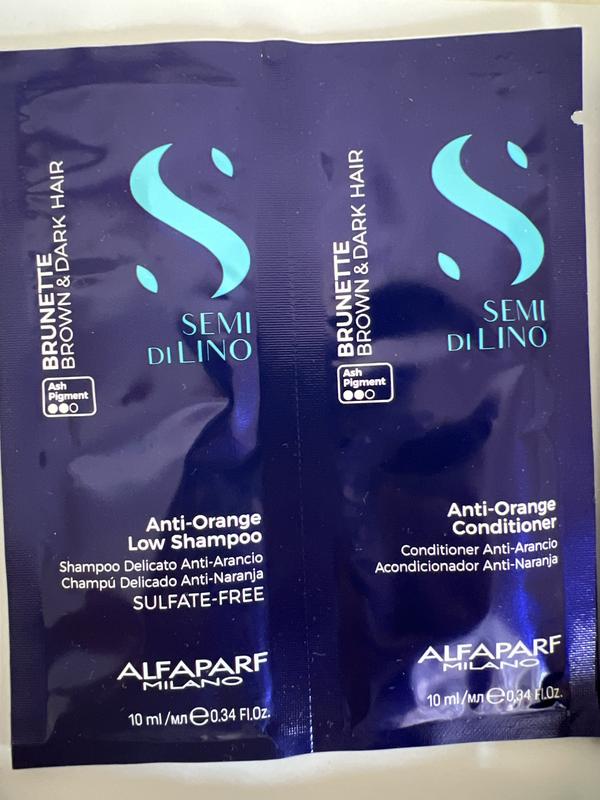 BRUNETTE
BROWN & DARK HAIR
Ash
Pigment
SEMI
DI LINO
Anti-Orange
Low Shampoo
Shampoo Delicato Anti-Arancio
Champú Delicado Anti-Naranja
SULFATE-FREE
ALFAPARF
MILANO
10 ml /мл ℮ 0.34 Fl.Oz.
BRUNETTE
BROWN & DARK HAIR
Ash
Pigment
SEMI
DI LINO
Anti-Orange
Conditioner
Conditioner Anti-Arancio
Acondicionador Anti-Naranja
ALFAPARF
MILANO
10 ml /мл ℮ 0.34 Fl.Oz.